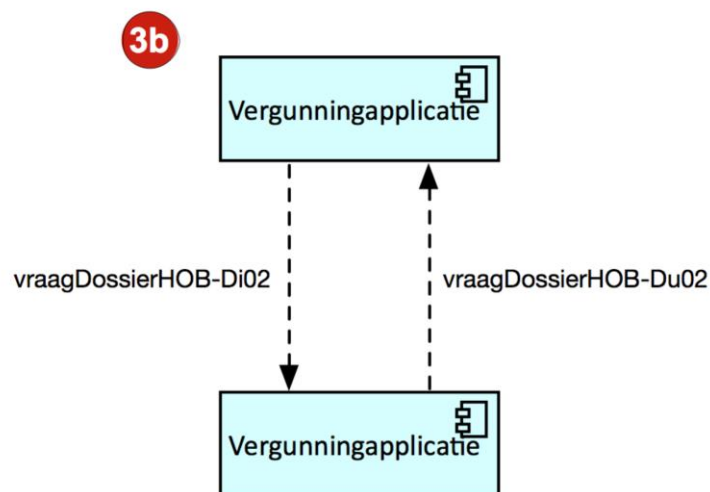 3b
Vergunningapplicatie
vraagDossierHOB-Di02
vraagDossierHOB-Du02
Vergunningapplicatie